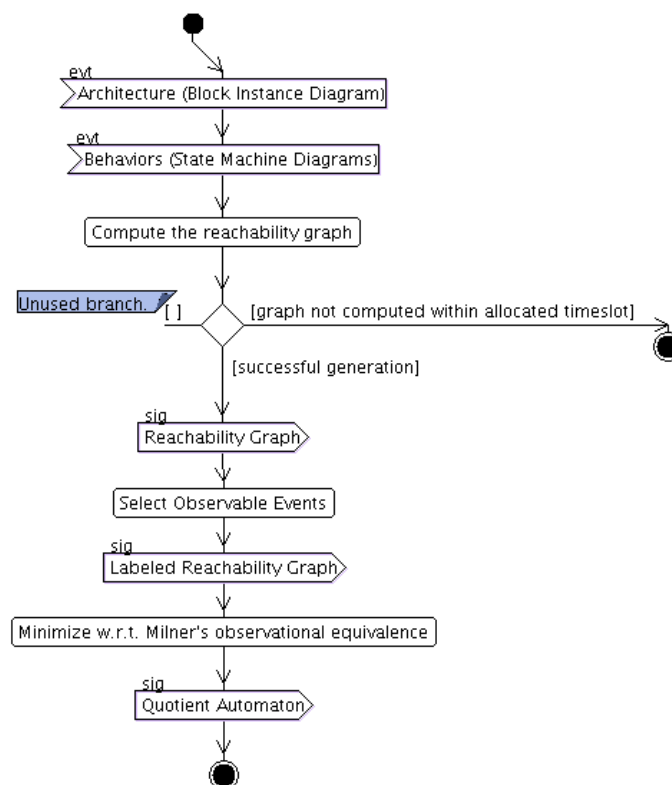 evt
Architecture (Block Instance Diagram)
evt
Behaviors (State Machine Diagrams)
Compute the reachability graph
Unused branch.
[ ]
[graph not computed within allocated timeslot]
[successful generation]
sig
Reachability Graph
Select Observable Events
sig
Labeled Reachability Graph
Minimize w.r.t. Milner's observational equivalence
sig
Quotient Automaton